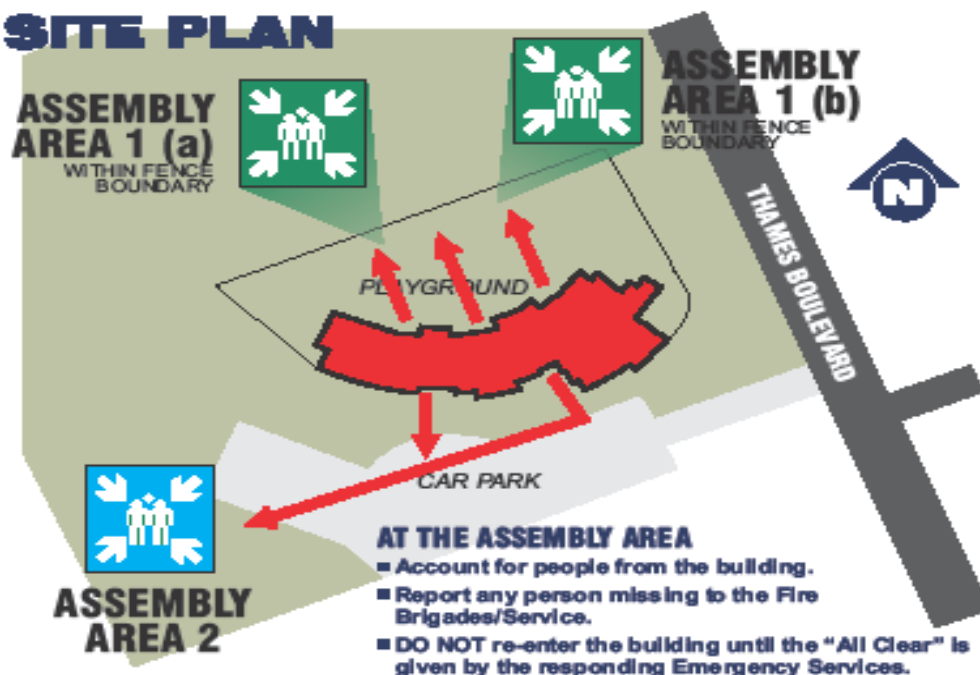 SITE PLAN
ASSEMBLY
AREA 1 (a)
WITHIN FENCE
BOUNDARY
ASSEMBLY
AREA 1 (b)
WITHIN FENCE
BOUNDARY
N
THAMES BOULEVARD
PLAYGROUND
CAR PARK
ASSEMBLY
AREA 2
AT THE ASSEMBLY AREA
Account for people from the building.
Report any person missing to the Fire
Brigades/Service.
DO NOT re-enter the building until the “All Clear” is
given by the responding Emergency Services.